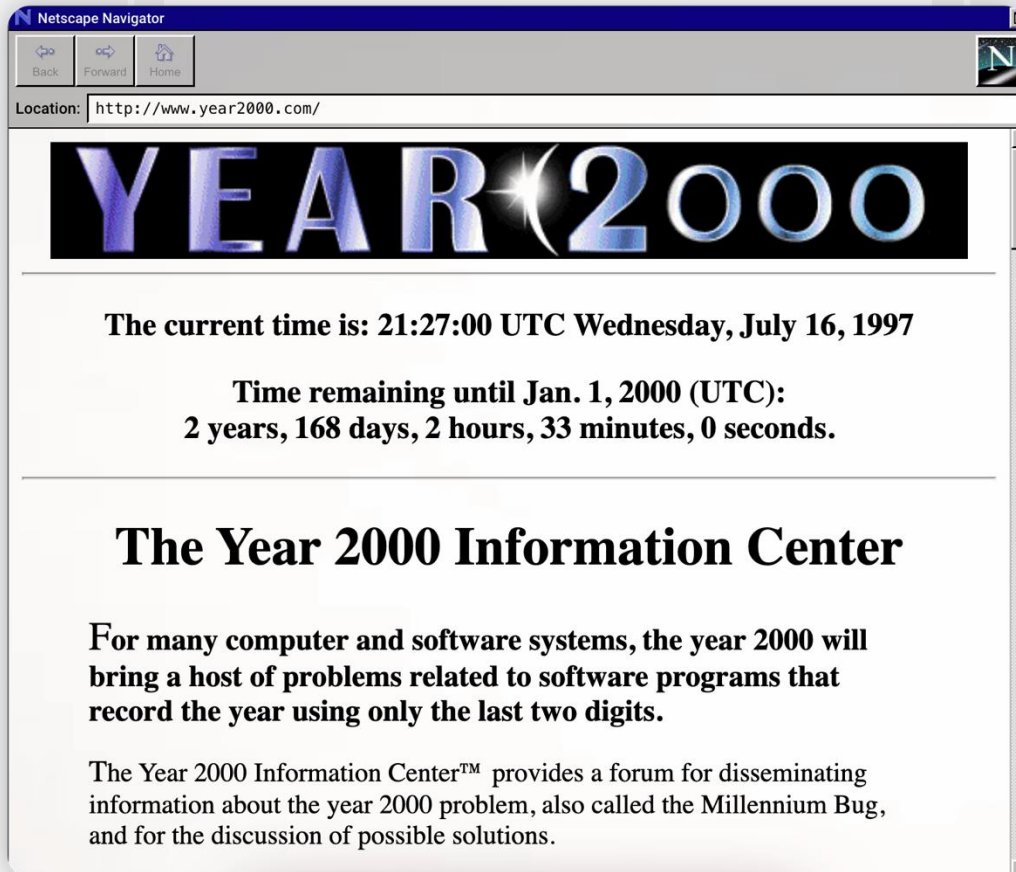 Netscape Navigator
Back Forward Home
N
Location: http://www.year2000.com/
YEAR 2000
The current time is: 21:27:00 UTC Wednesday, July 16, 1997
Time remaining until Jan. 1, 2000 (UTC):
2 years, 168 days, 2 hours, 33 minutes, 0 seconds.
The Year 2000 Information Center
For many computer and software systems, the year 2000 will
bring a host of problems related to software programs that
record the year using only the last two digits.
The Year 2000 Information Center™ provides a forum for disseminating
information about the year 2000 problem, also called the Millennium Bug,
and for the discussion of possible solutions.